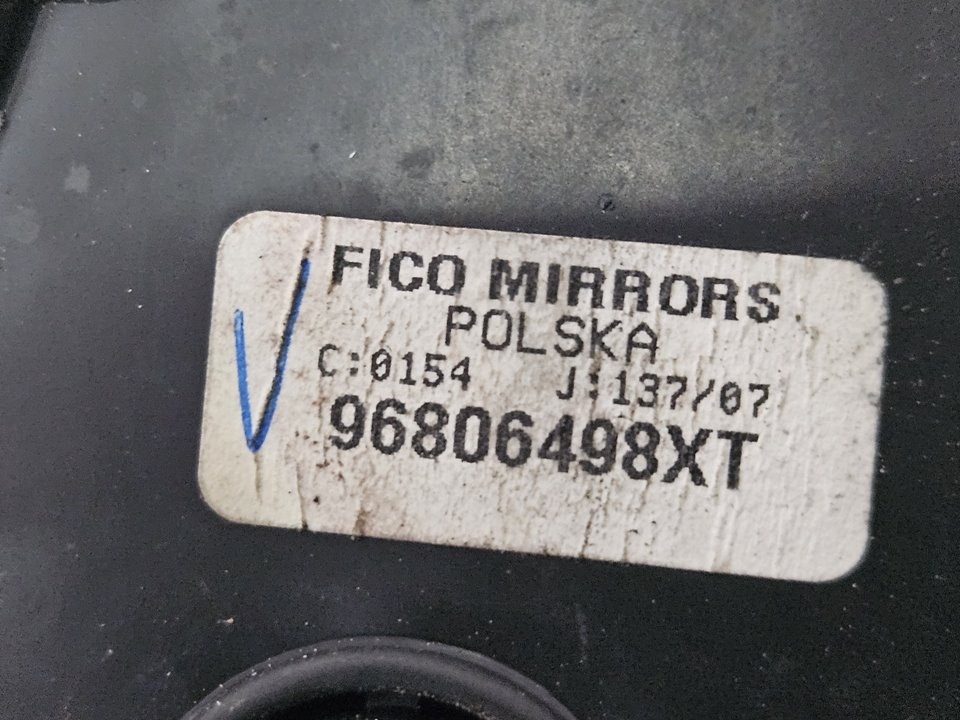 FICO MIRRORS
POLSKA
C:0154 J:137/07
96806498XT